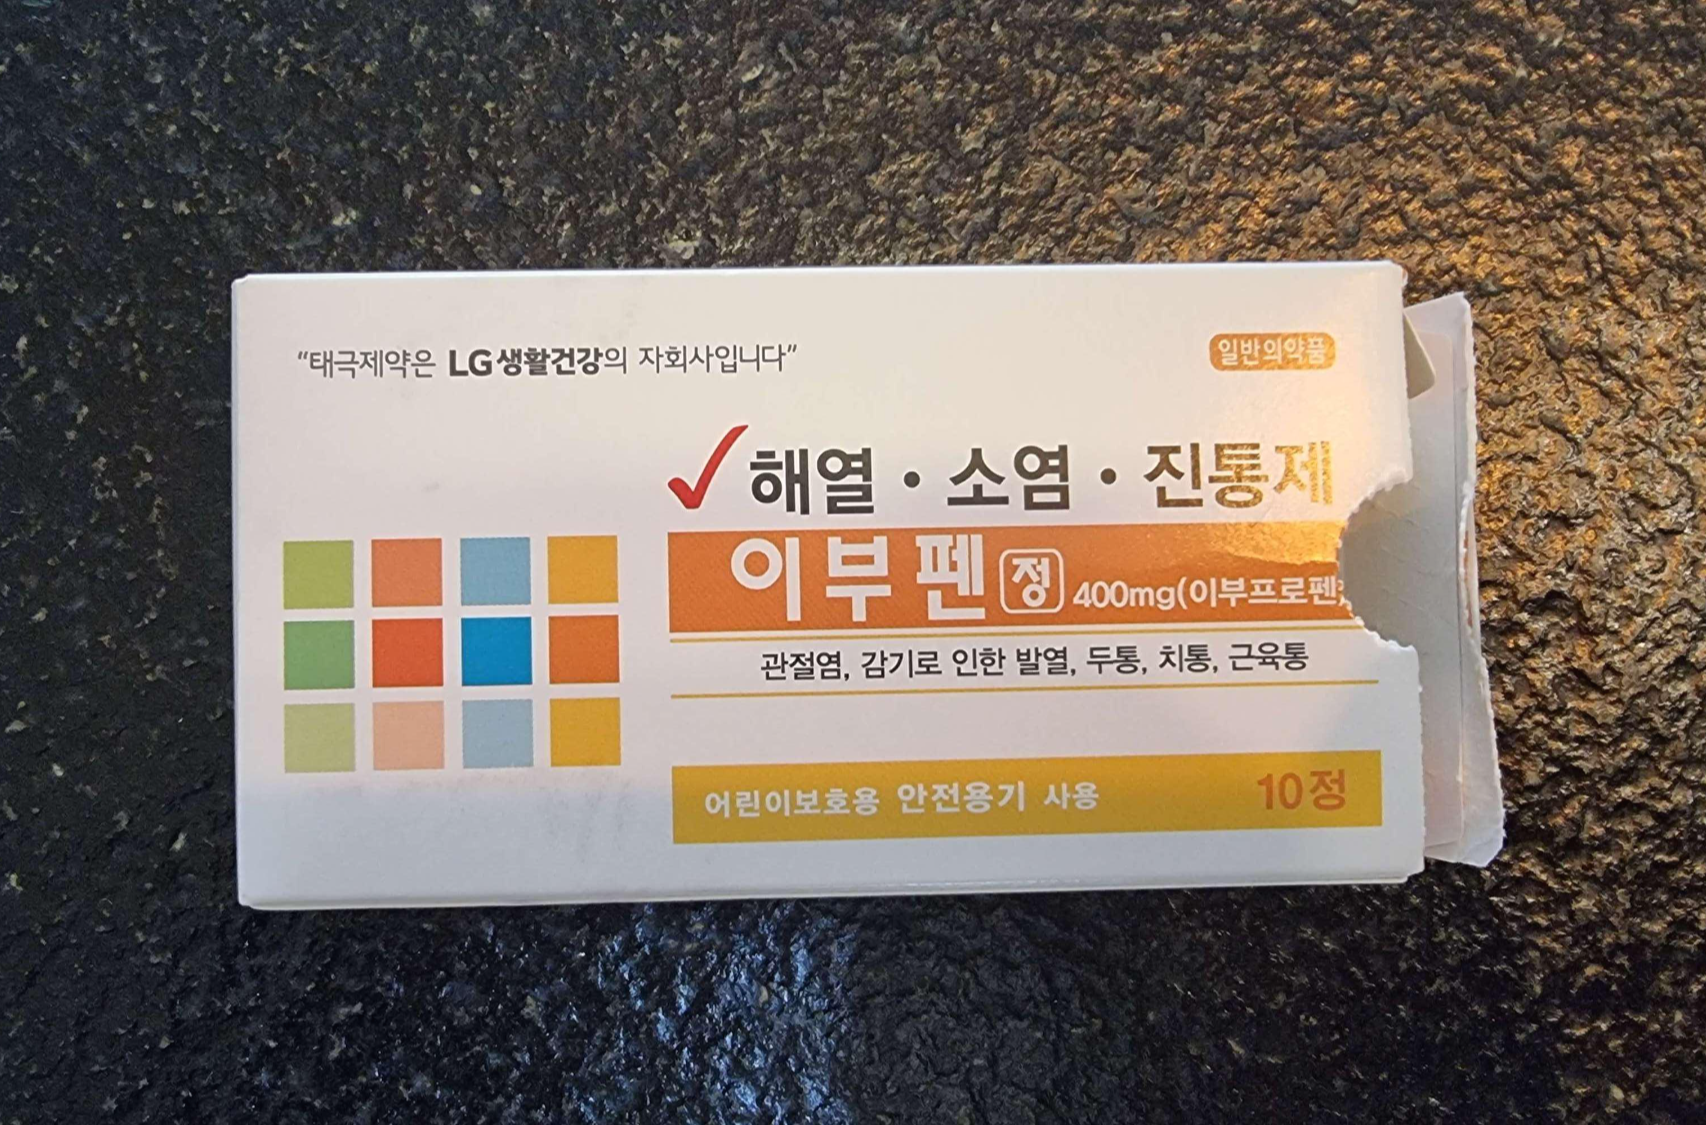 “태극제약은 LG생활건강의 자회사입니다”
일반의약품
해열 · 소염 · 진통제
이부펜정 400mg(이부프로펜
관절염, 감기로 인한 발열, 두통, 치통, 근육통
어린이보호용 안전용기 사용
10정